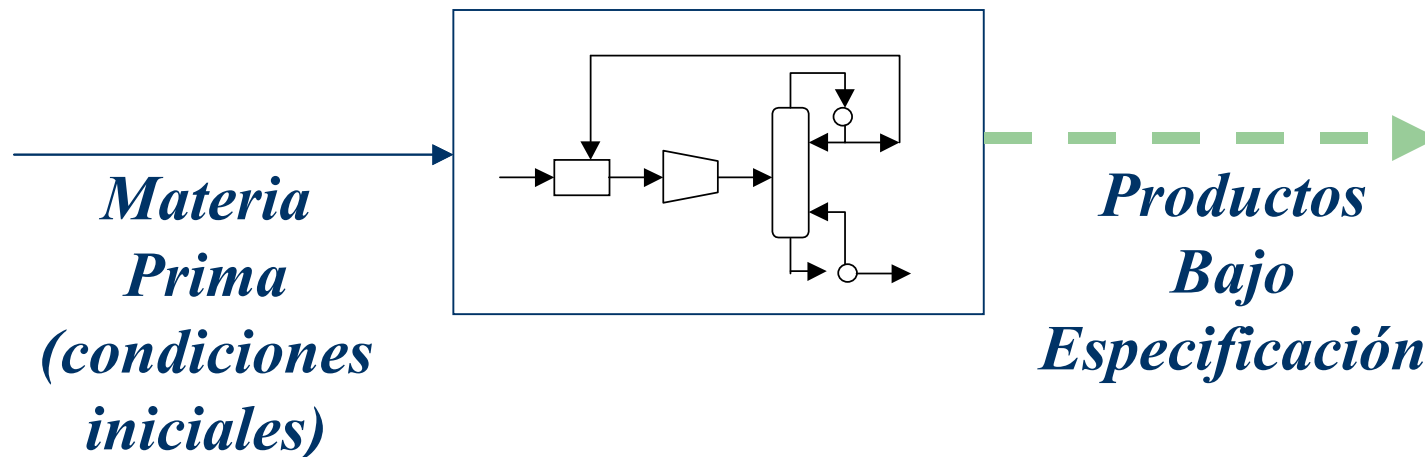 Materia
Prima
(condiciones
iniciales)
Productos
Bajo
Especificación